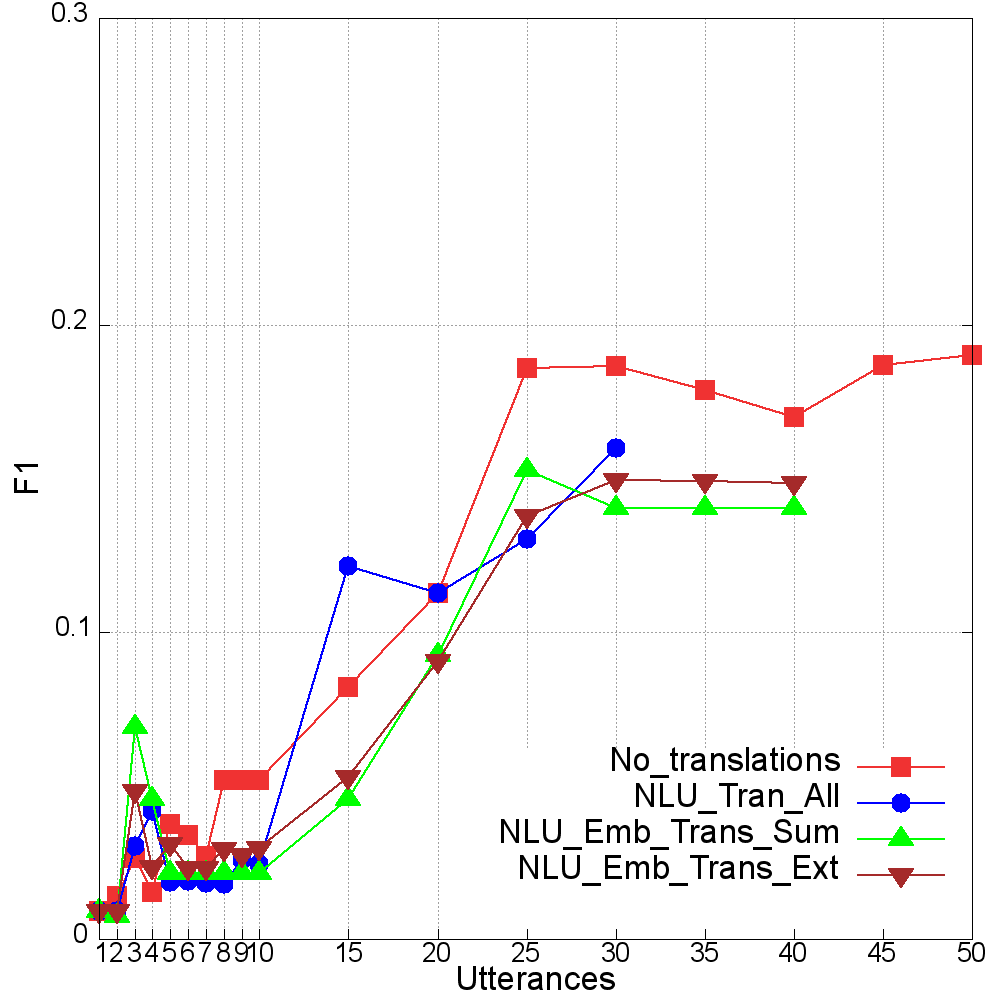 0.3
0.2
0.1
0
F1
1 2 3 4 5 6 7 8 9 10 15 20 25 30 35 40 45 50
Utterances
No_translations
NLU_Tran_All
NLU_Emb_Trans_Sum
NLU_Emb_Trans_Ext